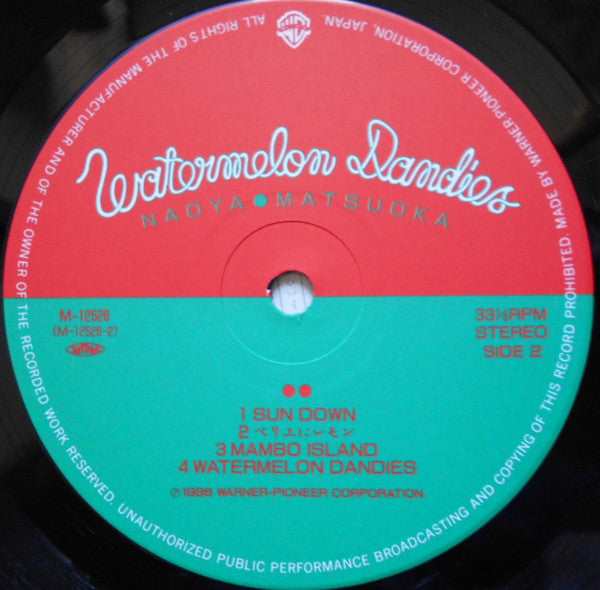 Watermelon Dandies
NAOYA●MATSUOKA
M-12526
(M-12526-2)
33⅓RPM
STEREO
SIDE 2
●●
1 SUN DOWN
2 ペリエにレモン
3 MAMBO ISLAND
4 WATERMELON DANDIES
℗1986 WARNER-PIONEER CORPORATION
ALL RIGHTS OF THE MANUFACTURER AND OF THE OWNER OF THE RECORDED WORK RESERVED. UNAUTHORIZED PUBLIC PERFORMANCE BROADCASTING AND COPYING OF THIS RECORD PROHIBITED. MADE BY WARNER-PIONEER CORPORATION, JAPAN.